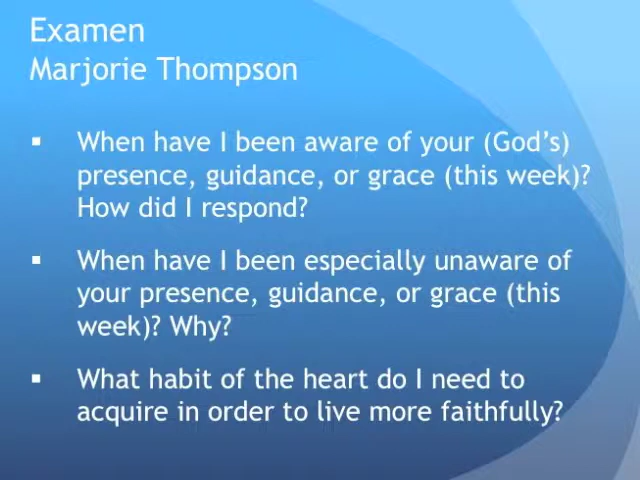 Examen
Marjorie Thompson
▪ When have I been aware of your (God’s)
presence, guidance, or grace (this week)?
How did I respond?
▪ When have I been especially unaware of
your presence, guidance, or grace (this
week)? Why?
▪ What habit of the heart do I need to
acquire in order to live more faithfully?